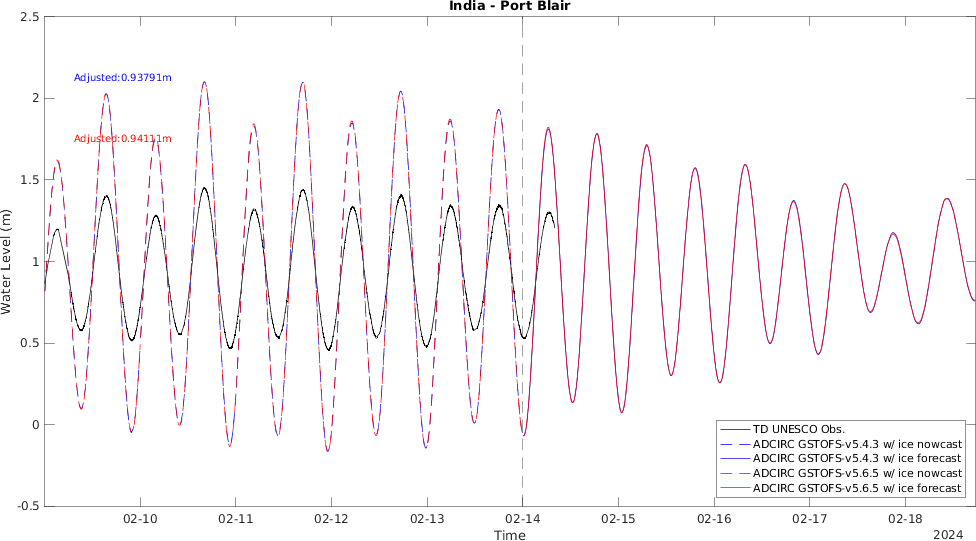 India - Port Blair
2.5
2
1.5
1
0.5
0
-0.5
Water Level (m)
Adjusted:0.93791m
Adjusted:0.94111m
TD UNESCO Obs.
ADCIRC GSTOFS-v5.4.3 w/ ice nowcast
ADCIRC GSTOFS-v5.4.3 w/ ice forecast
ADCIRC GSTOFS-v5.6.5 w/ ice nowcast
ADCIRC GSTOFS-v5.6.5 w/ ice forecast
02-10 02-11 02-12 02-13 02-14 02-15 02-16 02-17 02-18
Time
2024